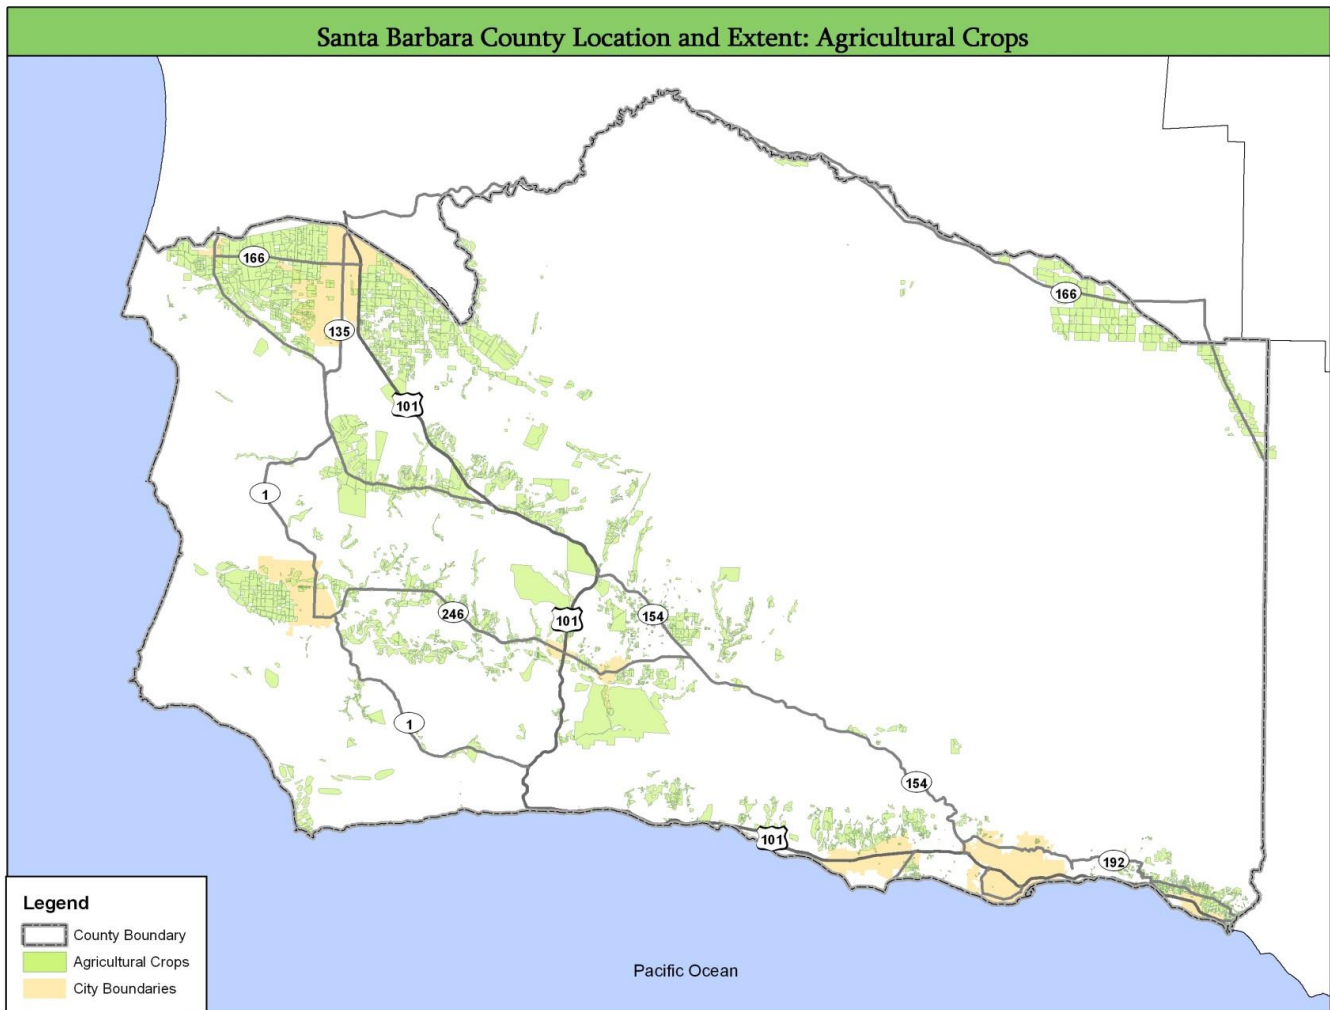 Santa Barbara County Location and Extent: Agricultural Crops
166
166
135
101
1
246
101
154
1
154
101
192
Legend
County Boundary
Agricultural Crops
City Boundaries
Pacific Ocean